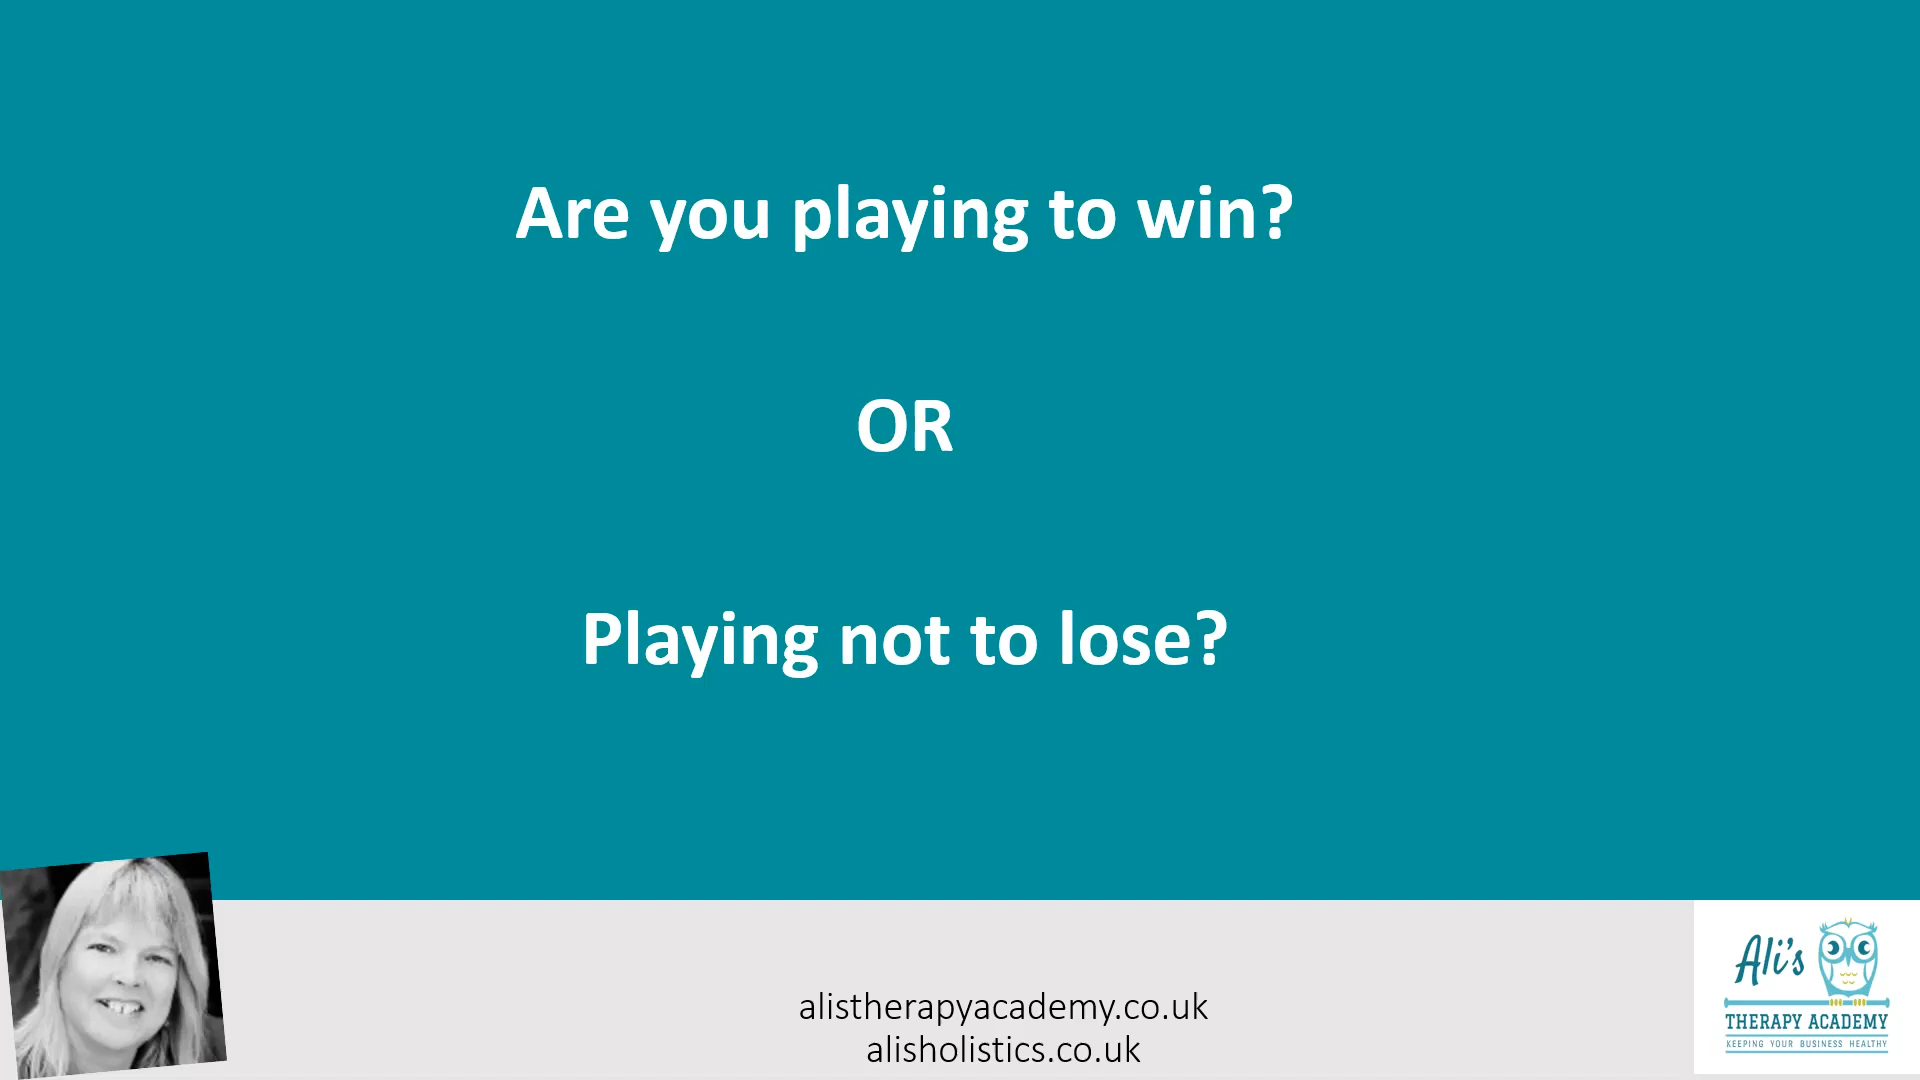 Are you playing to win?
OR
Playing not to lose?
alistherapyacademy.co.uk
alisholistics.co.uk
Ali's
THERAPY ACADEMY
KEEPING YOUR BUSINESS HEALTHY